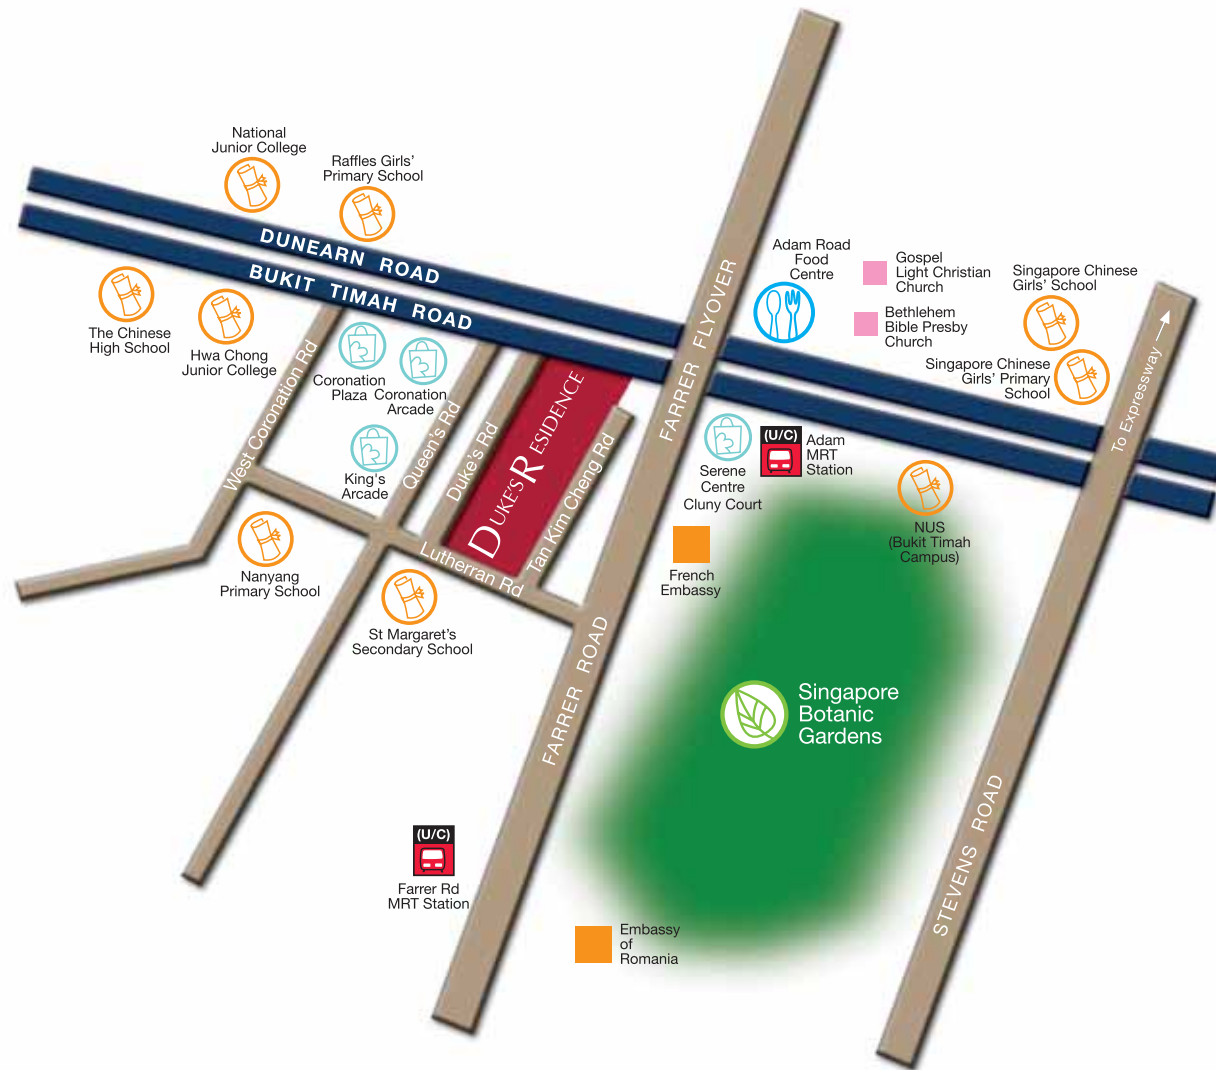 National
Junior College
Raffles Girls'
Primary School
DUNEARN ROAD
BUKIT TIMAH ROAD
The Chinese
High School
Hwa Chong
Junior College
Coronation
Plaza
Coronation
Arcade
King's
Arcade
West Coronation Rd
Queen's Rd
Duke's Rd
DUKE'S RESIDENCE
Tan Kim Cheng Rd
Lutherran Rd
Nanyang
Primary School
St Margaret's
Secondary School
FARRER FLYOVER
FARRER ROAD
Adam Road
Food
Centre
Gospel
Light Christian
Church
Bethlehem
Bible Presby
Church
Singapore Chinese
Girls' School
Singapore Chinese
Girls' Primary
School
To Expressway
Serene
Centre
Cluny Court
(U/C)
Adam
MRT
Station
NUS
(Bukit Timah
Campus)
French
Embassy
Singapore
Botanic
Gardens
STEVENS ROAD
(U/C)
Farrer Rd
MRT Station
Embassy
of
Romania